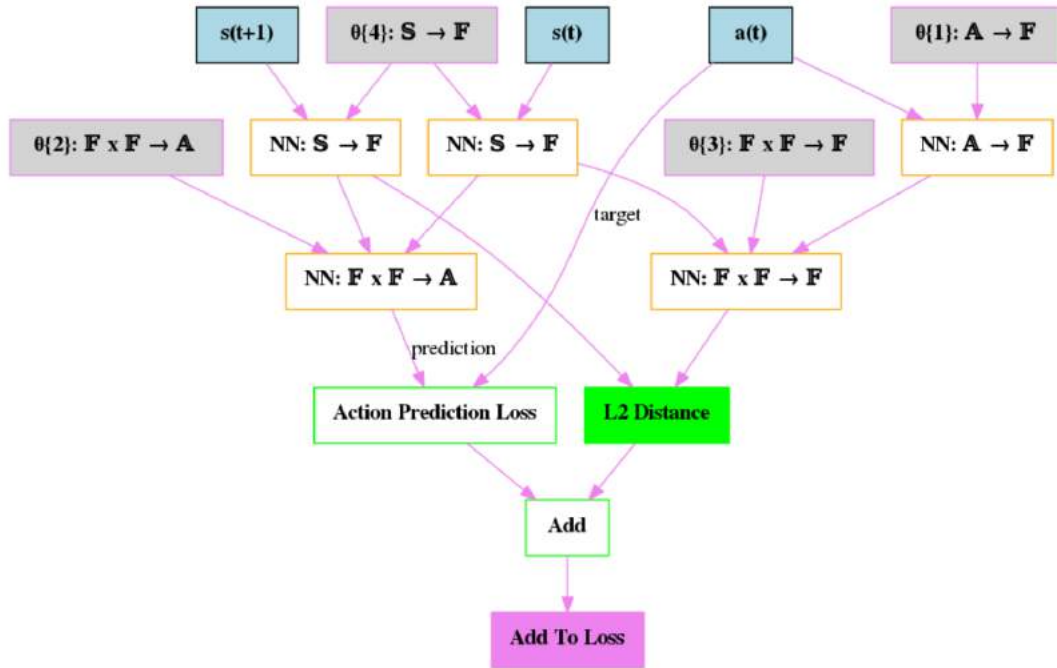 s(t+1)
θ{4}: 𝕊 → 𝔽
s(t)
a(t)
θ{1}: 𝔸 → 𝔽
θ{2}: 𝔽 x 𝔽 → 𝔸
NN: 𝕊 → 𝔽
NN: 𝕊 → 𝔽
θ{3}: 𝔽 x 𝔽 → 𝔽
NN: 𝔸 → 𝔽
target
NN: 𝔽 x 𝔽 → 𝔸
NN: 𝔽 x 𝔽 → 𝔽
prediction
Action Prediction Loss
L2 Distance
Add
Add To Loss